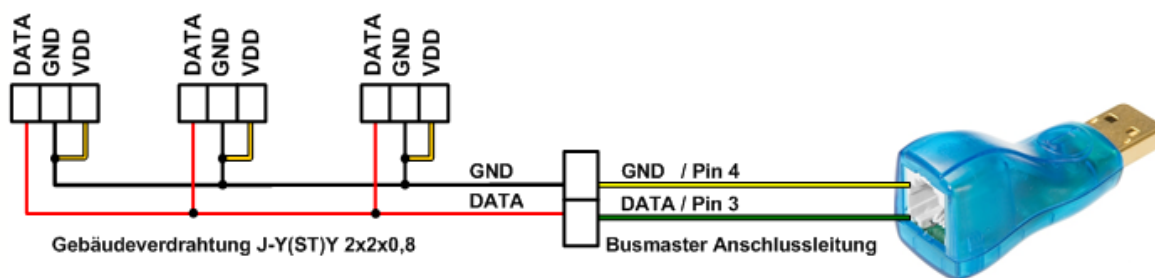 DATA
GND
VDD
DATA
GND
VDD
DATA
GND
VDD
GND
GND / Pin 4
DATA
DATA / Pin 3
Gebäudeverdrahtung J-Y(ST)Y 2x2x0,8
Busmaster Anschlussleitung